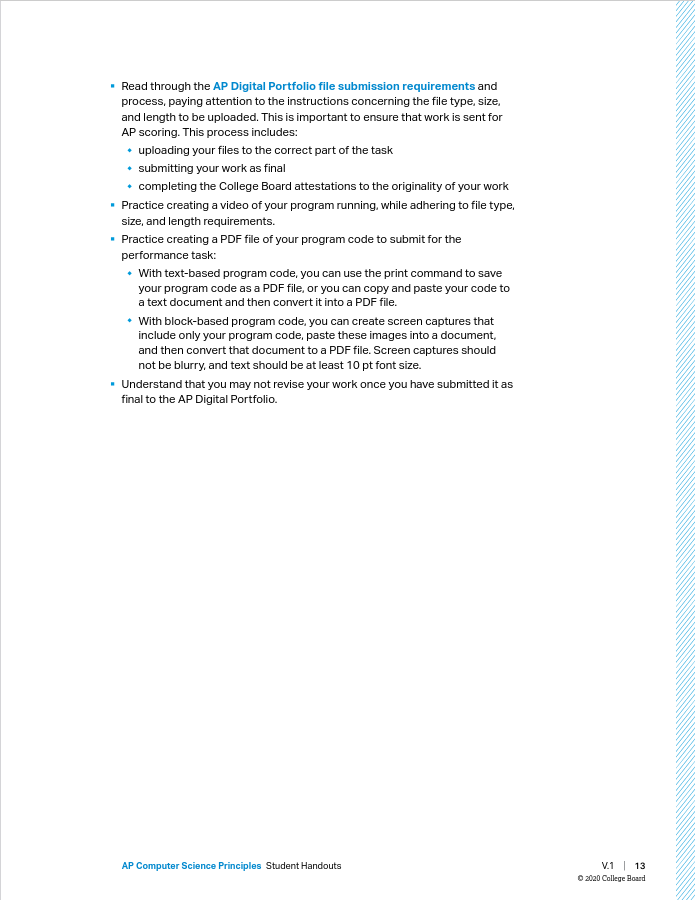 ▪ Read through the AP Digital Portfolio file submission requirements and
process, paying attention to the instructions concerning the file type, size,
and length to be uploaded. This is important to ensure that work is sent for
AP scoring. This process includes:
• uploading your files to the correct part of the task
• submitting your work as final
• completing the College Board attestations to the originality of your work
▪ Practice creating a video of your program running, while adhering to file type,
size, and length requirements.
▪ Practice creating a PDF file of your program code to submit for the
performance task:
• With text-based program code, you can use the print command to save
your program code as a PDF file, or you can copy and paste your code to
a text document and then convert it into a PDF file.
• With block-based program code, you can create screen captures that
include only your program code, paste these images into a document,
and then convert that document to a PDF file. Screen captures should
not be blurry, and text should be at least 10 pt font size.
▪ Understand that you may not revise your work once you have submitted it as
final to the AP Digital Portfolio.
AP Computer Science Principles Student Handouts
V.1 | 13
© 2020 College Board